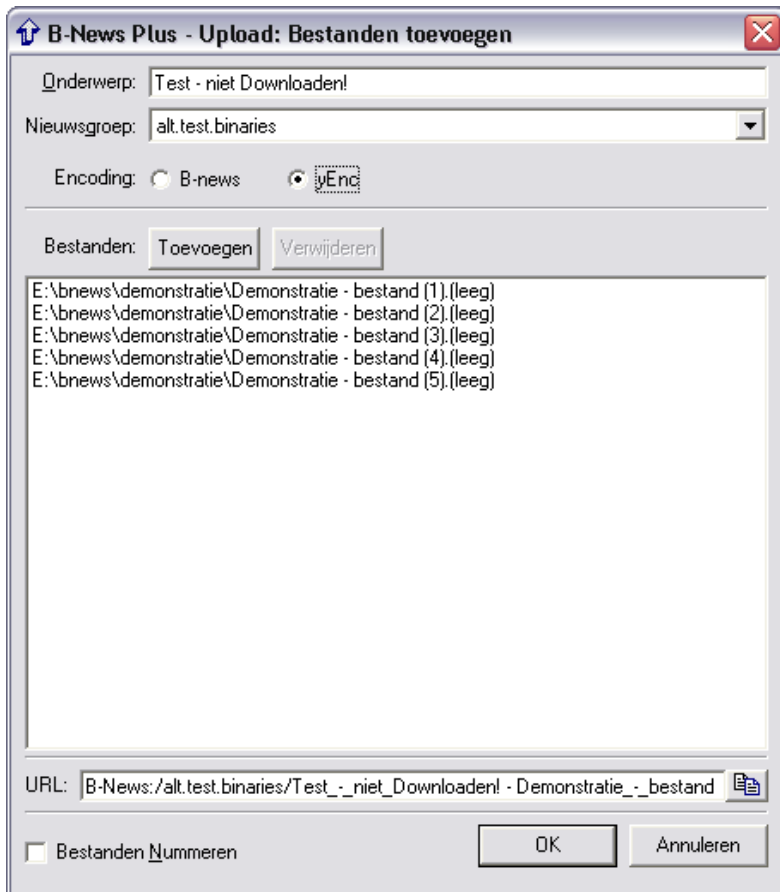 B-News Plus - Upload: Bestanden toevoegen
Onderwerp: Test - niet Downloaden!
Nieuwsgroep: alt.test.binaries
Encoding: B-news yEnc
Bestanden: Toevoegen Verwijderen
E:\bnews\demonstratie\Demonstratie - bestand (1).(leeg)
E:\bnews\demonstratie\Demonstratie - bestand (2).(leeg)
E:\bnews\demonstratie\Demonstratie - bestand (3).(leeg)
E:\bnews\demonstratie\Demonstratie - bestand (4).(leeg)
E:\bnews\demonstratie\Demonstratie - bestand (5).(leeg)
URL: B-News:/alt.test.binaries/Test_-_niet_Downloaden! - Demonstratie_-_bestand
Bestanden Nummeren OK Annuleren